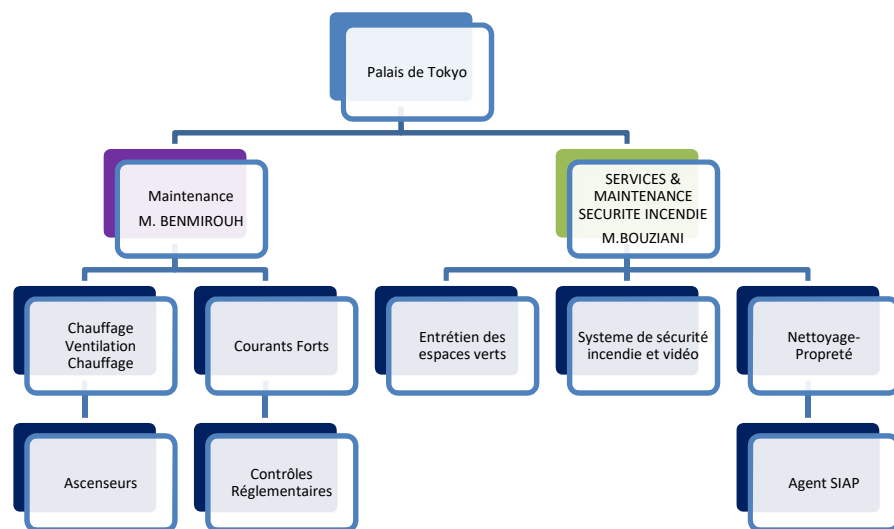 Palais de Tokyo
Maintenance
M. BENMIROUH
SERVICES &
MAINTENANCE
SECURITE INCENDIE
M.BOUZIANI
Chauffage
Ventilation
Chauffage
Courants Forts
Entrétien des
espaces verts
Systeme de sécurité
incendie et vidéo
Nettoyage-
Propreté
Ascenseurs
Contrôles
Réglementaires
Agent SIAP